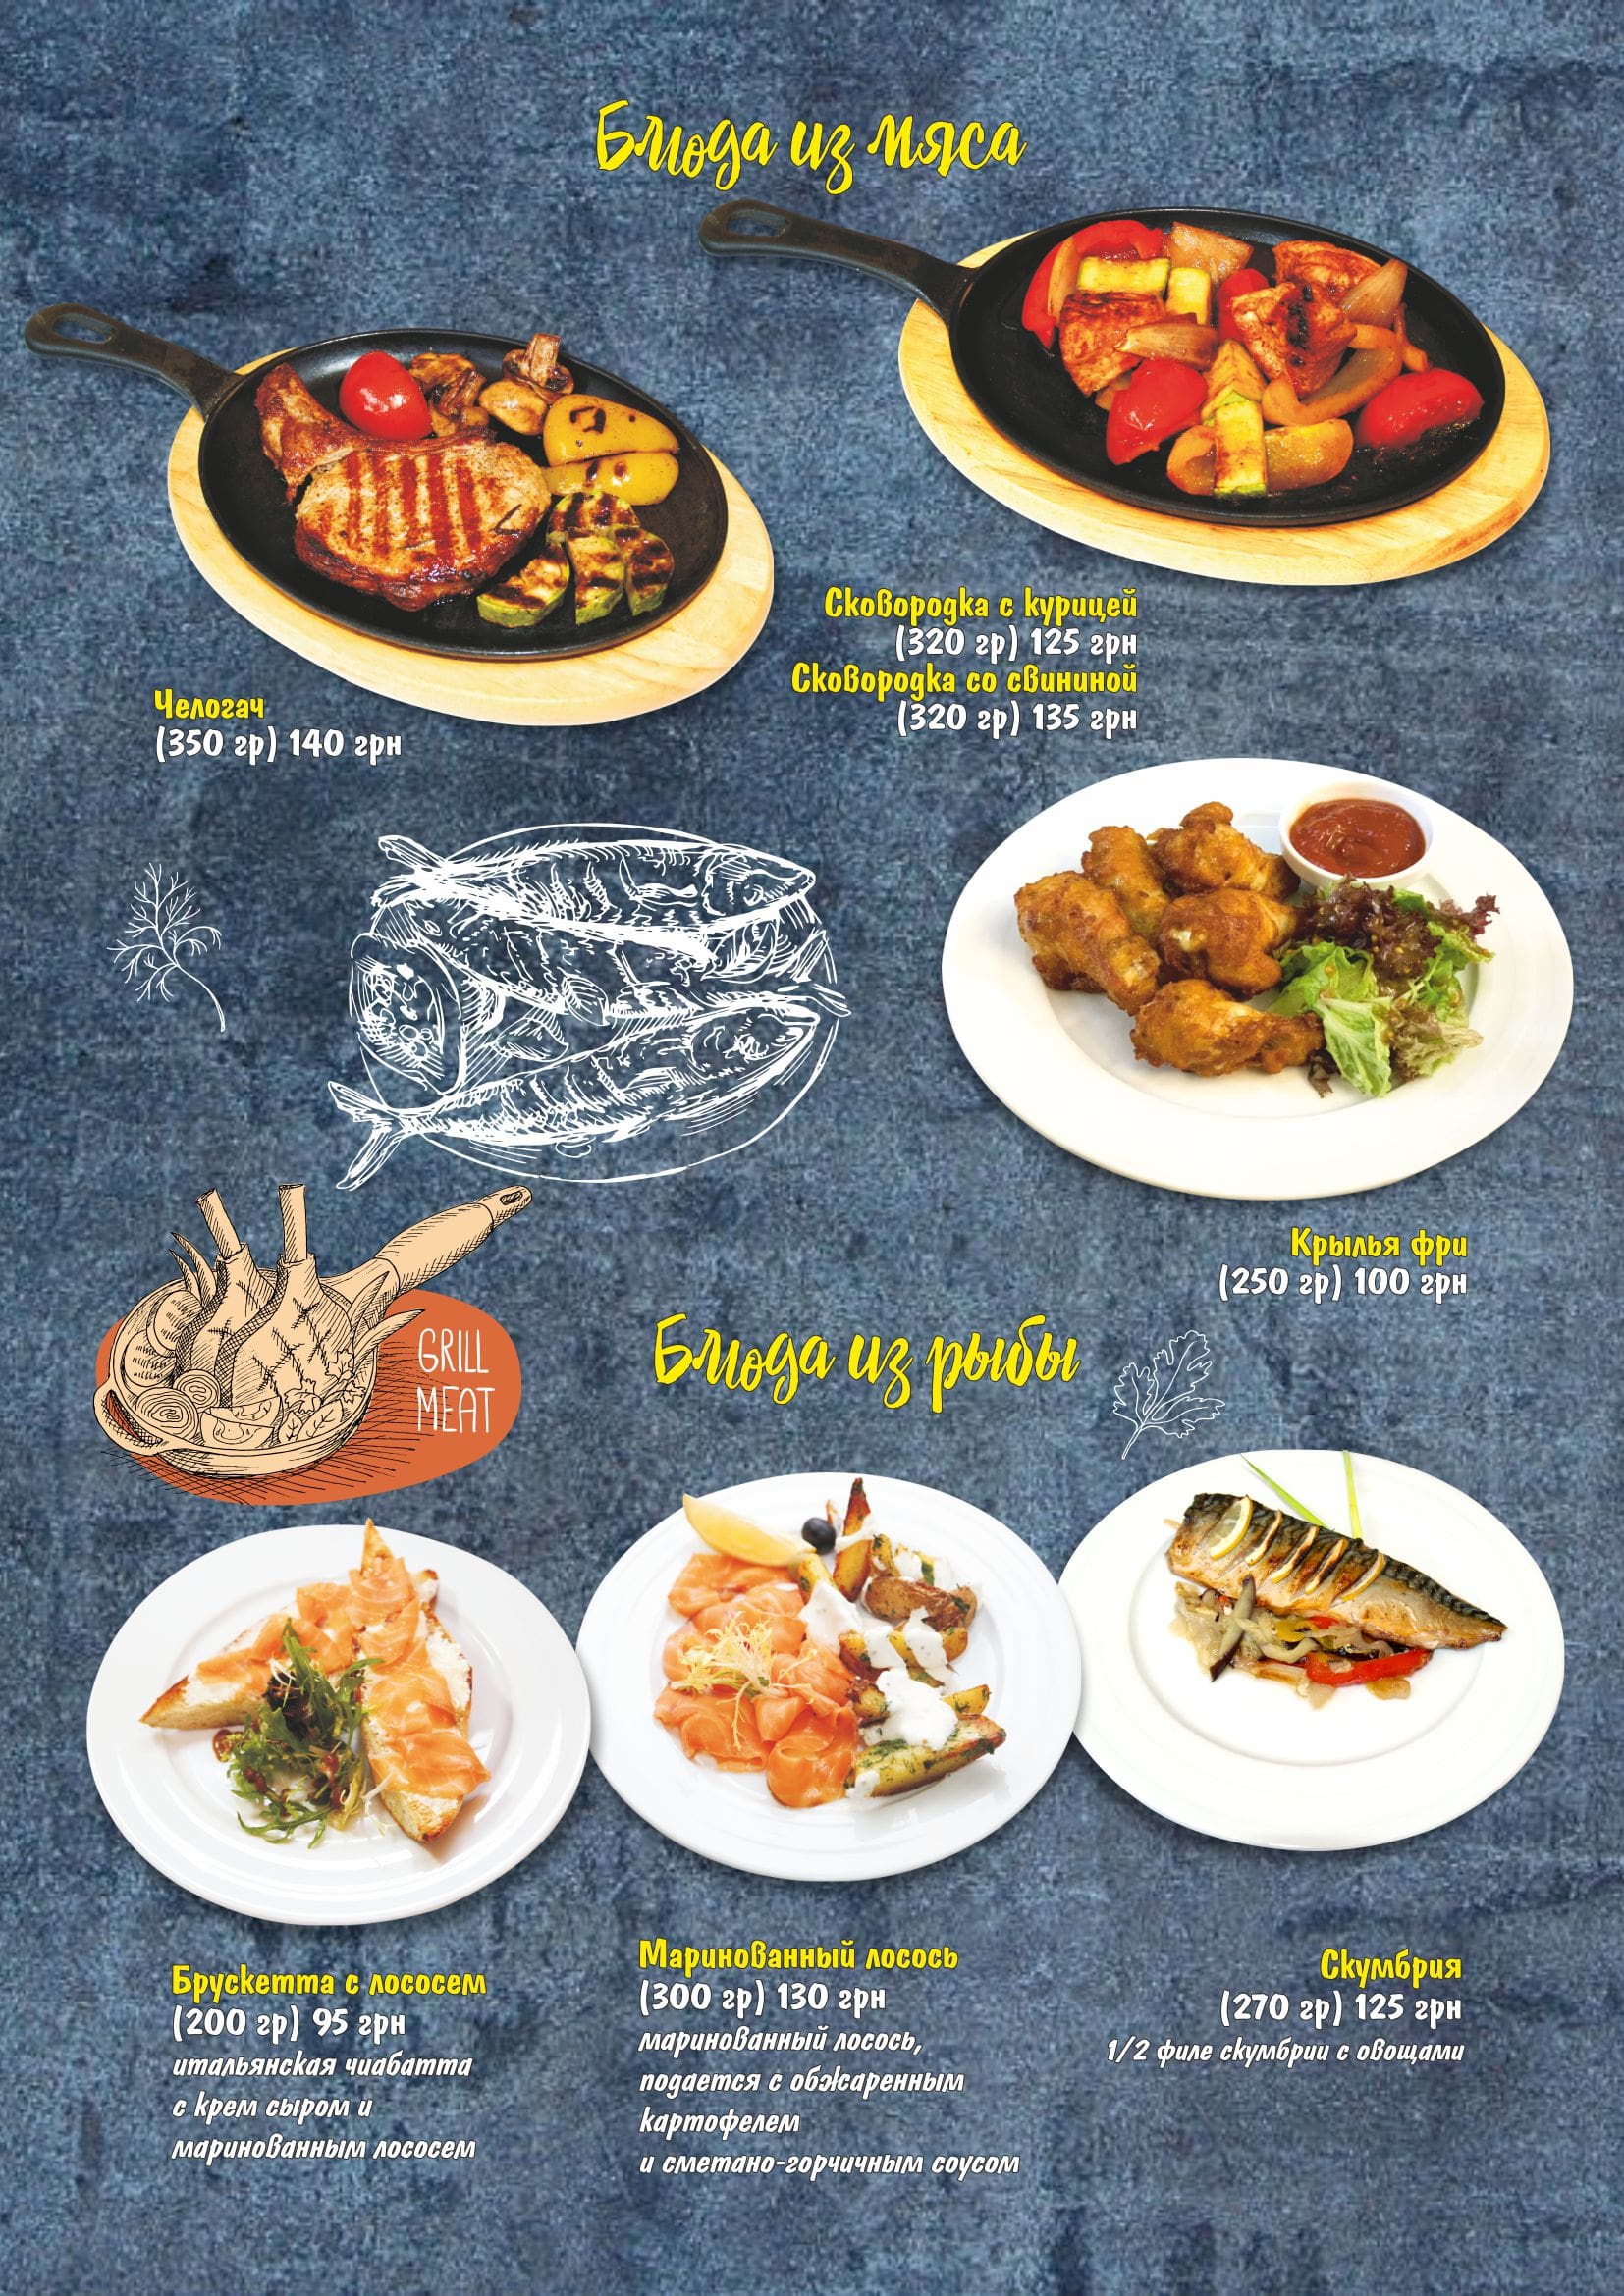 Блюда из мяса
Сковородка с курицей
(320 гр) 125 грн
Сковородка со свининой
(320 гр) 135 грн
Челогач
(350 гр) 140 грн
Крылья фри
(250 гр) 100 грн
GRILL
MEAT
Блюда из рыбы
Брускетта с лососем
(200 гр) 95 грн
итальянская чиабатта
с крем сыром и
маринованным лососем
Маринованный лосось
(300 гр) 130 грн
маринованный лосось,
подается с обжаренным
картофелем
и сметано-горчичным соусом
Скумбрия
(270 гр) 125 грн
1/2 филе скумбрии с овощами